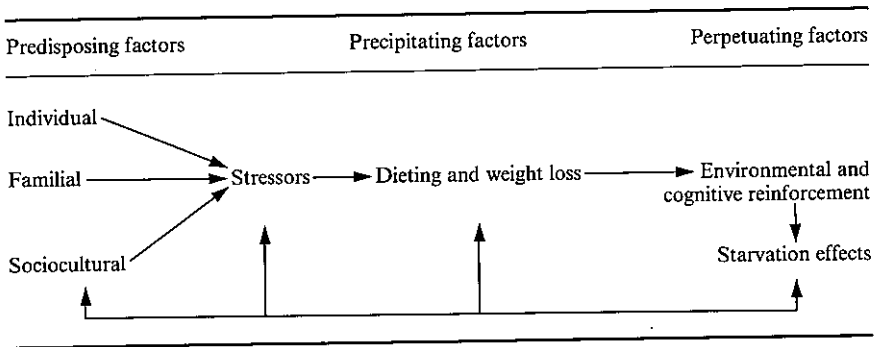 Predisposing factors Precipitating factors Perpetuating factors
Individual
Familial Stressors Dieting and weight loss Environmental and
cognitive reinforcement
Sociocultural Starvation effects